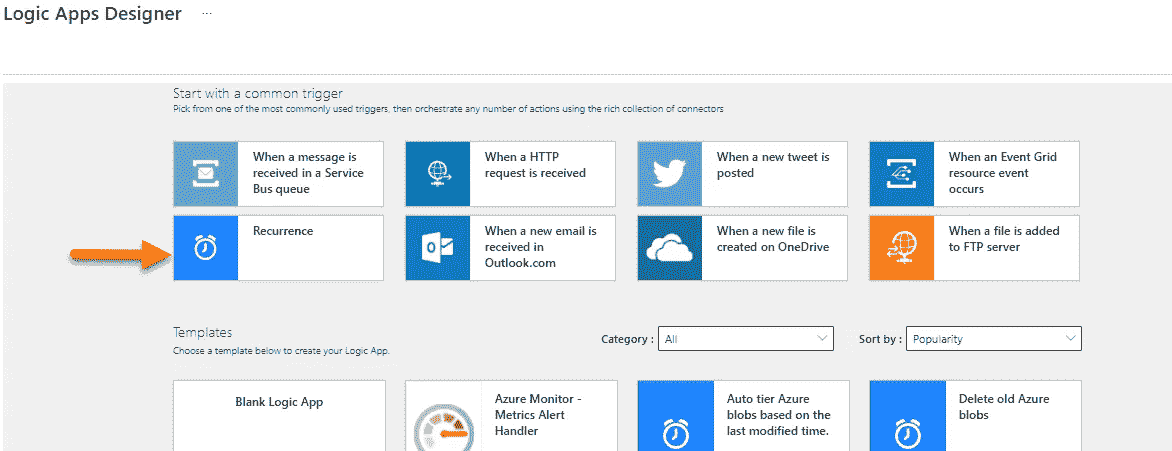 Logic Apps Designer ...
Start with a common trigger
Pick from one of the most commonly used triggers, then orchestrate any number of actions using the rich collection of connectors
When a message is
received in a Service
Bus queue
When a HTTP
request is received
When a new tweet is
posted
When an Event Grid
resource event
occurs
Recurrence
When a new email is
received in
Outlook.com
When a new file is
created on OneDrive
When a file is added
to FTP server
Templates
Choose a template below to create your Logic App.
Category : All
Sort by : Popularity
Blank Logic App
Azure Monitor -
Metrics Alert
Handler
Auto tier Azure
blobs based on the
last modified time.
Delete old Azure
blobs